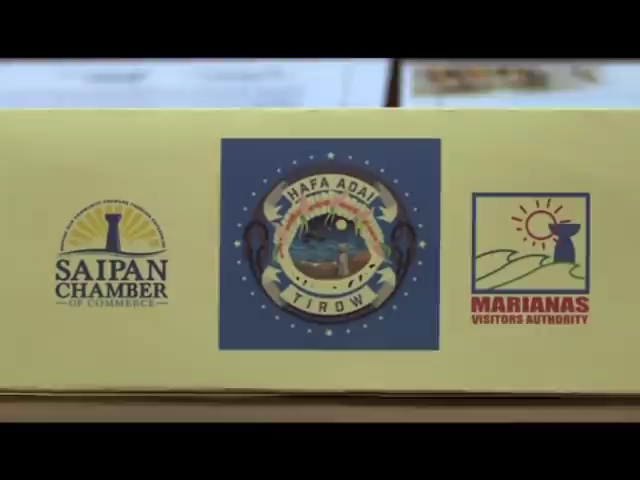 SAIPAN
CHAMBER
OF COMMERCE
HAFA ADAI
TIROW
MARIANAS
VISITORS AUTHORITY